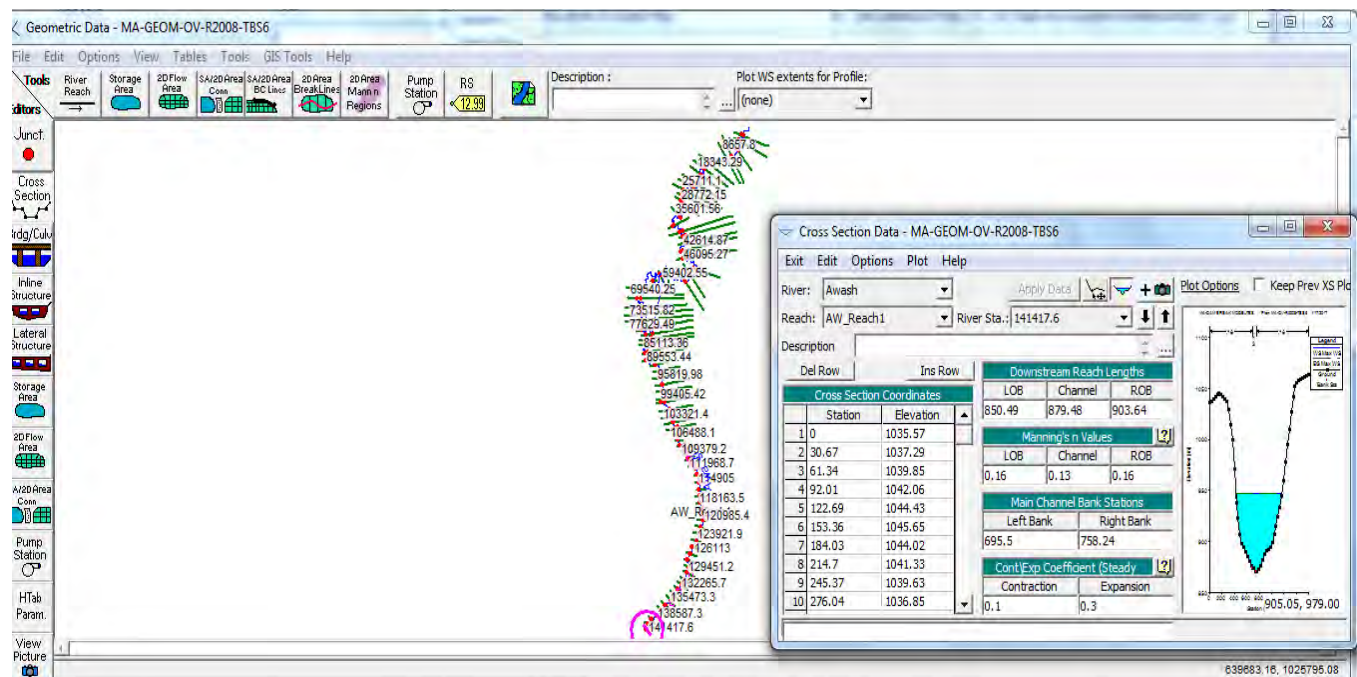 Geometric Data - MA-GEOM-OV-R2008-TBS6
File Edit Options View Tables Tools GIS Tools Help
Tools
Editors
River Reach
Storage Area
2D Flow Area
SA/2D Area Conn
SA/2D Area BC Lines
2D Area BreakLines
2D Area Mann n Regions
Pump Station
RS
12.99
Description :
...
Plot WS extents for Profile:
(none)
Junct.
Cross Section
Brdg/Culv
Inline Structure
Lateral Structure
Storage Area
2D Flow Area
SA/2D Area Conn
Pump Station
HTab Param.
View Picture
8657.8
18343.29
25711.1
28772.15
35601.56
42614.87
46095.27
59402.55
69540.25
73515.82
77629.49
85113.36
89553.44
95819.98
99405.42
103321.4
106488.1
109379.2
111968.7
114905
118163.5
120985.4
123921.9
126113
129451.2
132265.7
135473.3
138587.3
141417.6
Cross Section Data - MA-GEOM-OV-R2008-TBS6
Exit Edit Options Plot Help
River: Awash
Apply Data
Plot Options
Keep Prev XS Plo
Reach: AW_Reach1
River Sta.: 141417.6
Description
...
Del Row Ins Row
Cross Section Coordinates
Station Elevation
1 0 1035.57
2 30.67 1037.29
3 61.34 1039.85
4 92.01 1042.06
5 122.69 1044.43
6 153.36 1045.65
7 184.03 1044.02
8 214.7 1041.33
9 245.37 1039.63
10 276.04 1036.85
Downstream Reach Lengths
LOB Channel ROB
850.49 879.48 903.64
Manning's n Values
LOB Channel ROB
0.16 0.13 0.16
Main Channel Bank Stations
Left Bank Right Bank
695.5 758.24
Cont\Exp Coefficient (Steady
Contraction Expansion
0.1 0.3
Legend
Ground
905.05, 979.00
639683.16, 1025795.08